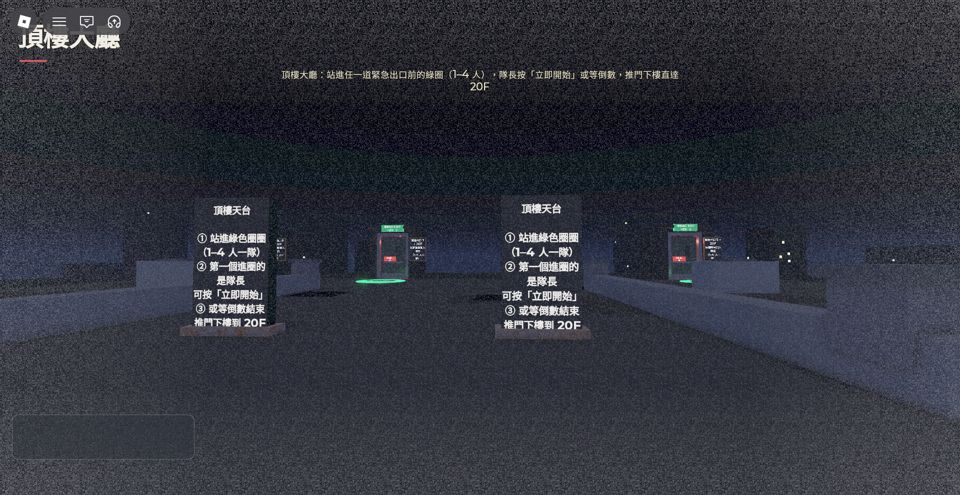 頂樓大廳
頂樓大廳：站進任一道緊急出口前的綠圈（1–4 人），隊長按「立即開始」或等倒數，推門下樓直達
20F
頂樓天台
① 站進綠色圈圈
（1–4 人一隊）
② 第一個進圈的
是隊長
可按「立即開始」
③ 或等倒數結束
推門下樓到 20F
頂樓天台
① 站進綠色圈圈
（1–4 人一隊）
② 第一個進圈的
是隊長
可按「立即開始」
③ 或等倒數結束
推門下樓到 20F